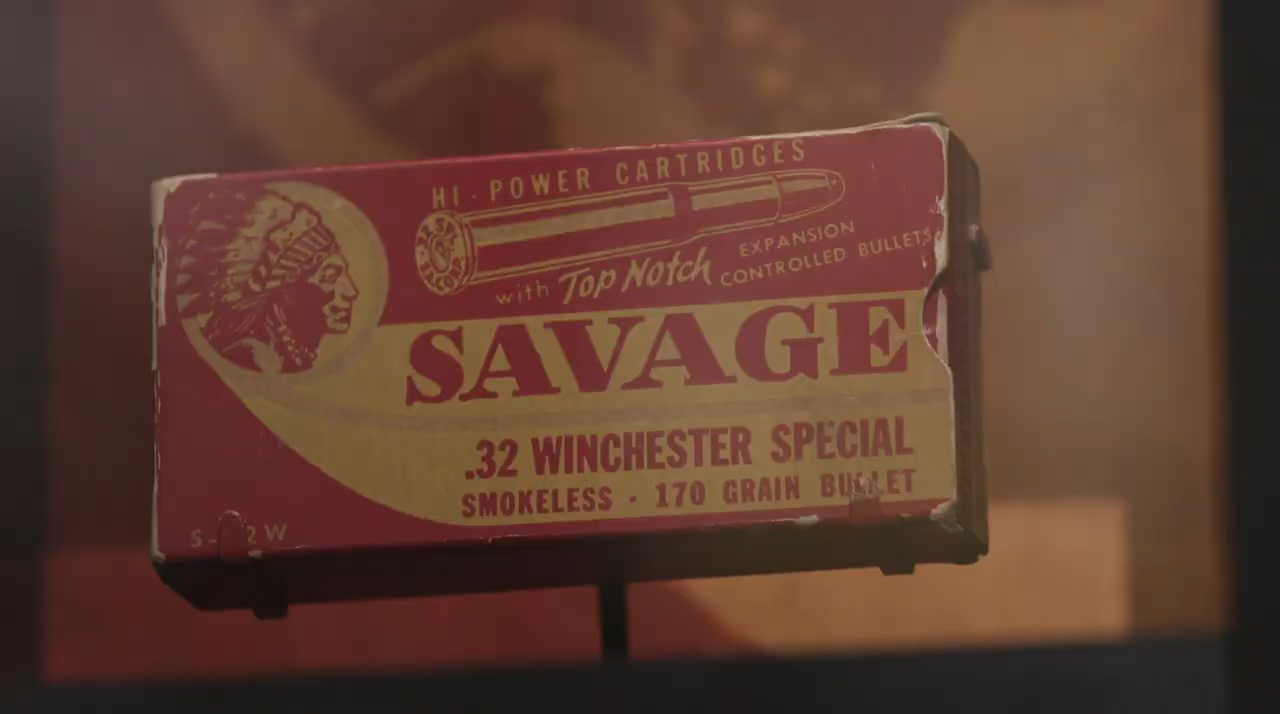 HI-POWER CARTRIDGES
with Top Notch EXPANSION
CONTROLLED BULLETS
SAVAGE
.32 WINCHESTER SPECIAL
SMOKELESS · 170 GRAIN BULLET